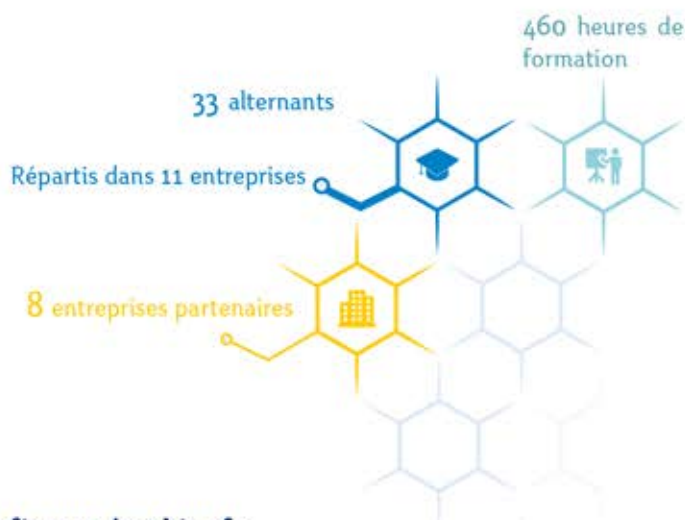 460 heures de
formation
33 alternants
Répartis dans 11 entreprises
8 entreprises partenaires